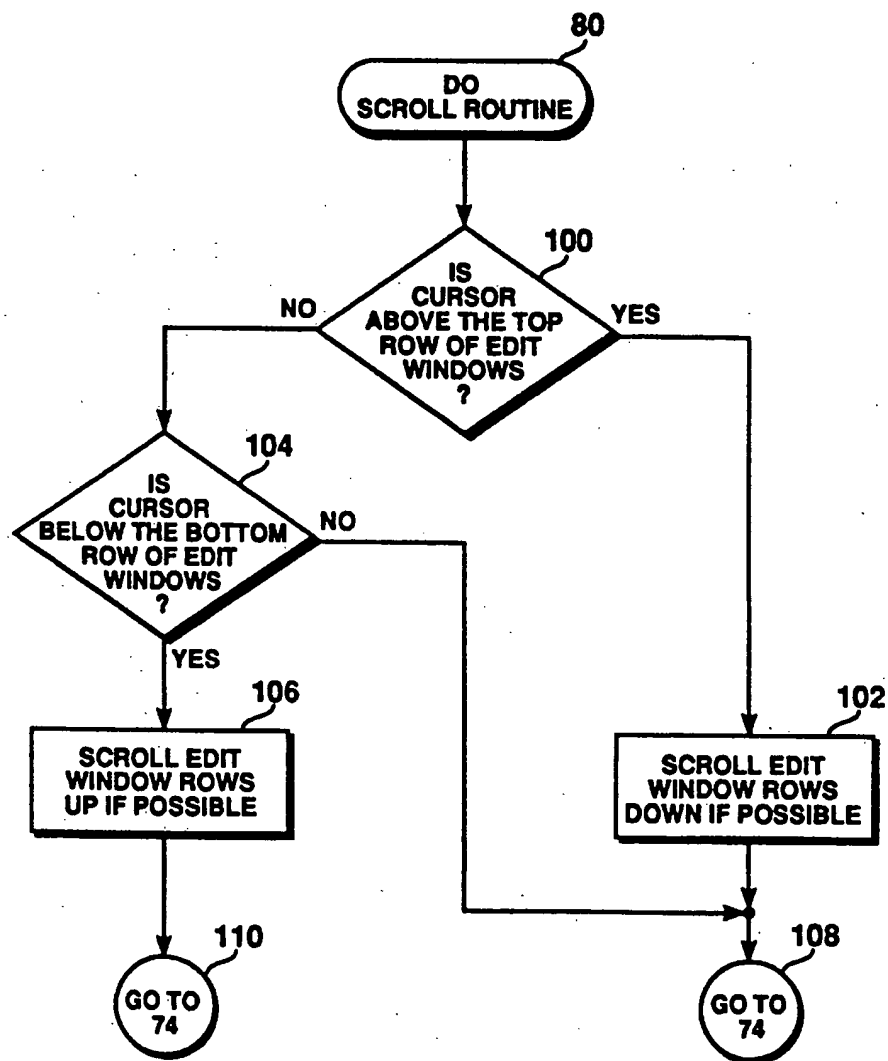 80
DO
SCROLL ROUTINE
100
IS
CURSOR
ABOVE THE TOP
ROW OF EDIT
WINDOWS
?
NO
YES
104
IS
CURSOR
BELOW THE BOTTOM
ROW OF EDIT
WINDOWS
?
NO
YES
106
SCROLL EDIT
WINDOW ROWS
UP IF POSSIBLE
102
SCROLL EDIT
WINDOW ROWS
DOWN IF POSSIBLE
110
GO TO
74
108
GO TO
74